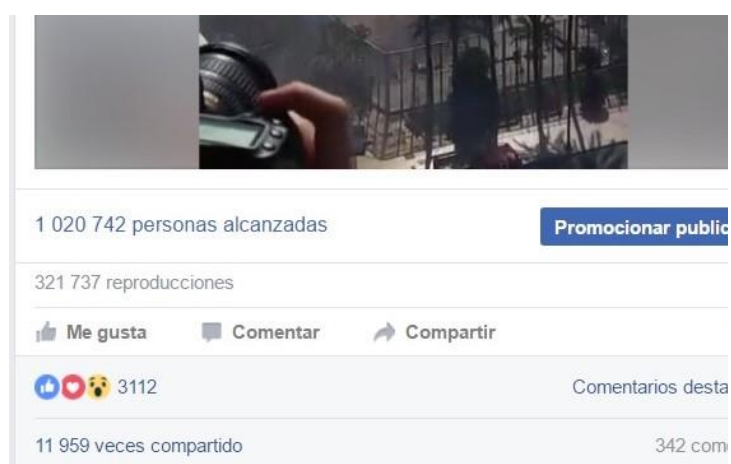 1 020 742 personas alcanzadas
Promocionar public
321 737 reproducciones
Me gusta Comentar Compartir
3112
Comentarios desta
11 959 veces compartido
342 com